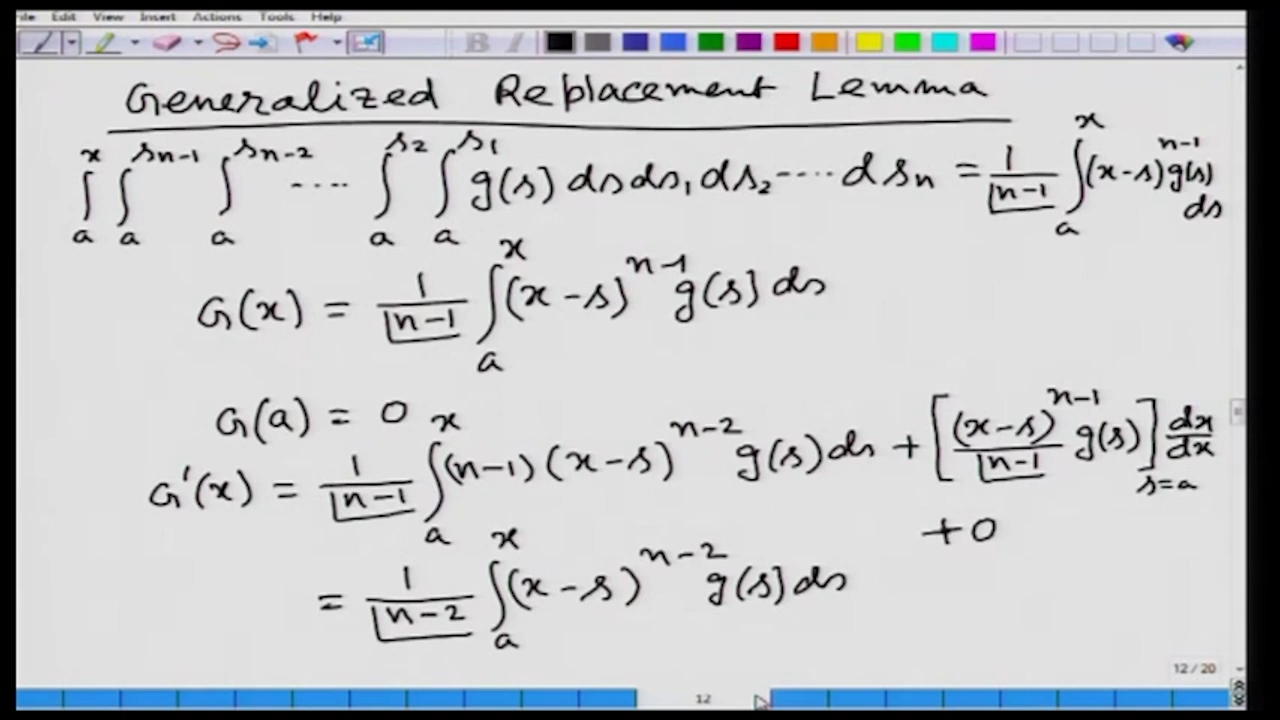 File Edit View Insert Actions Tools Help
B I
Generalized Replacement Lemma
∫_a^x ∫_a^{s_{n-1}} ∫_a^{s_{n-2}} ---- ∫_a^{s_2} ∫_a^{s_1} g(s) ds ds_1 ds_2 ---- ds_n = 1/(|n-1) ∫_a^x (x-s)^{n-1} g(s) ds
G(x) = 1/(|n-1) ∫_a^x (x-s)^{n-1} g(s) ds
G(a) = 0
G'(x) = 1/(|n-1) ∫_a^x (n-1) (x-s)^{n-2} g(s) ds + [(x-s)^{n-1}/(|n-1) g(s)]_{s=a} dx/dx
+ 0
= 1/(|n-2) ∫_a^x (x-s)^{n-2} g(s) ds
12 / 20
12